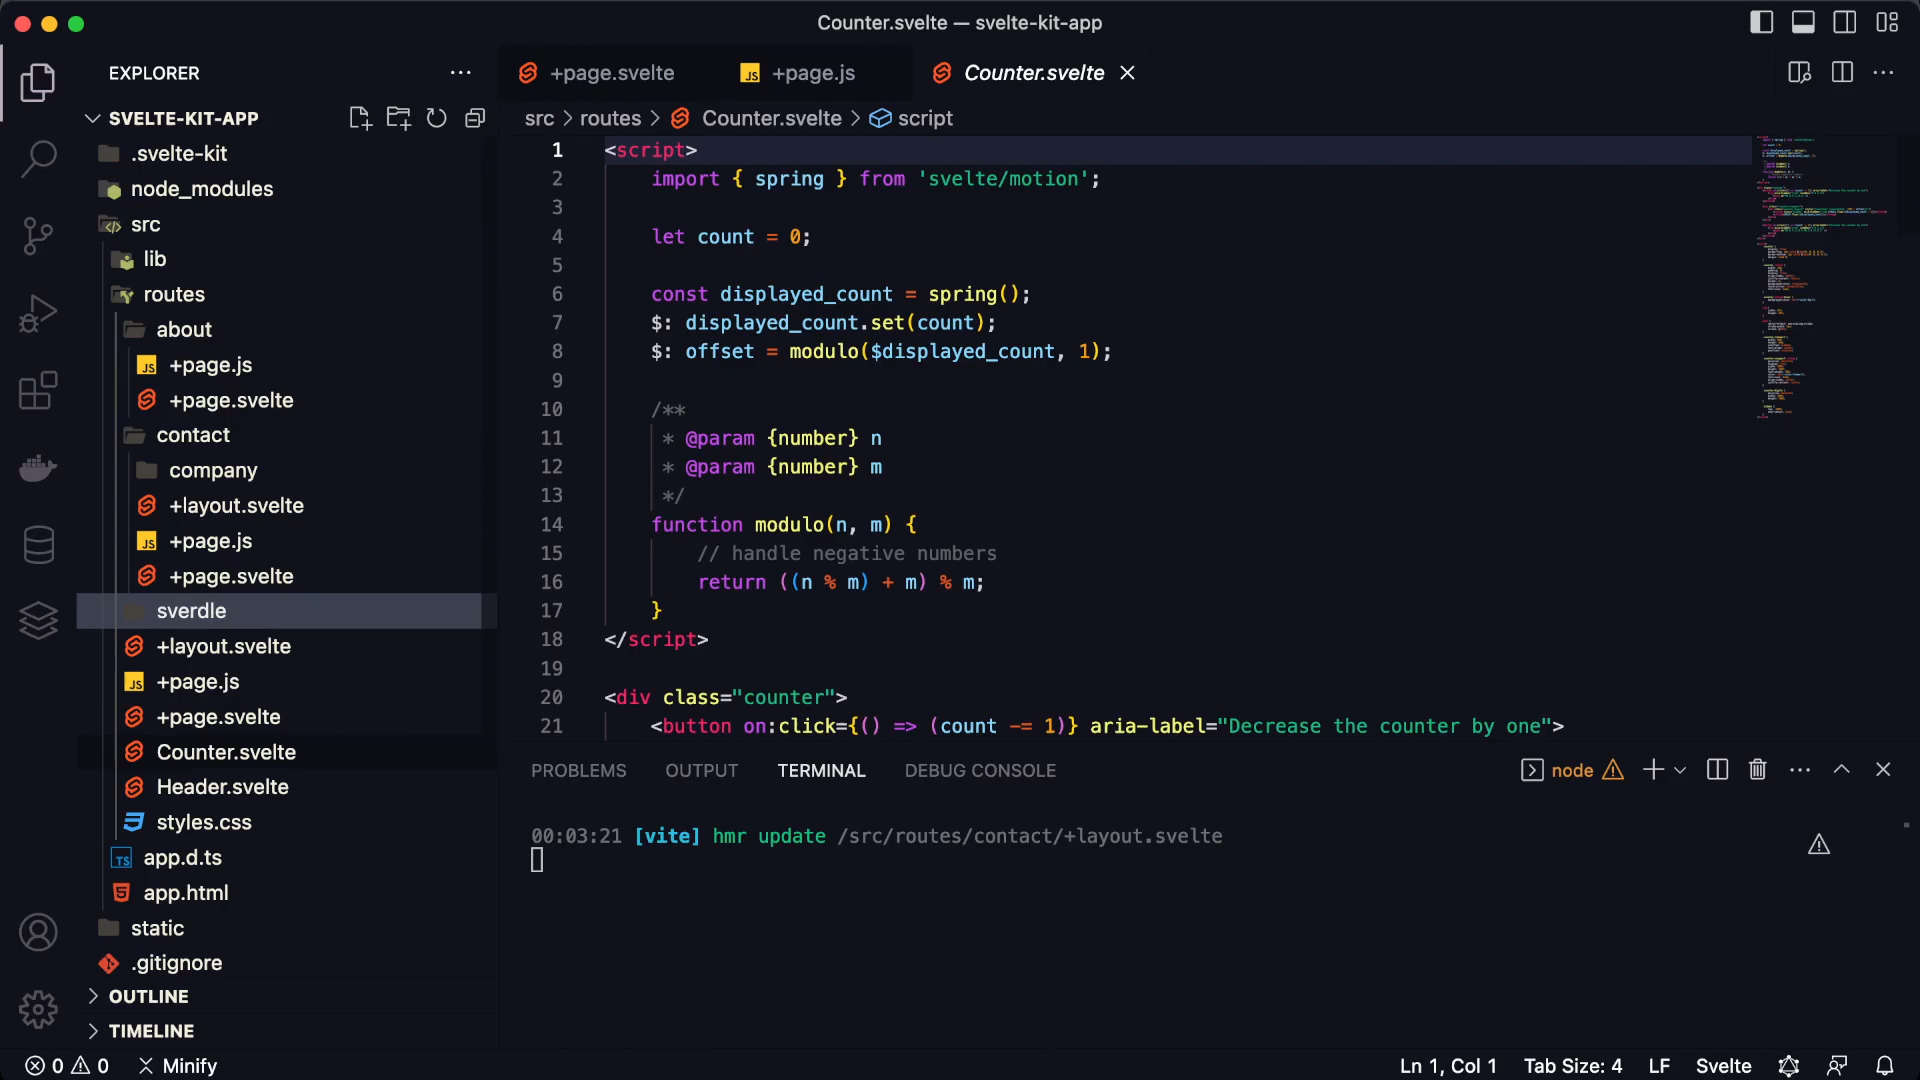 Counter.svelte — svelte-kit-app
EXPLORER
SVELTE-KIT-APP
.svelte-kit
node_modules
src
lib
routes
about
+page.js
+page.svelte
contact
company
+layout.svelte
+page.js
+page.svelte
sverdle
+layout.svelte
+page.js
+page.svelte
Counter.svelte
Header.svelte
styles.css
app.d.ts
app.html
static
.gitignore
OUTLINE
TIMELINE
+page.svelte
+page.js
Counter.svelte
src > routes > Counter.svelte > script
1 <script>
2 import { spring } from 'svelte/motion';
3
4 let count = 0;
5
6 const displayed_count = spring();
7 $: displayed_count.set(count);
8 $: offset = modulo($displayed_count, 1);
9
10 /**
11 * @param {number} n
12 * @param {number} m
13 */
14 function modulo(n, m) {
15 // handle negative numbers
16 return ((n % m) + m) % m;
17 }
18 </script>
19
20 <div class="counter">
21 <button on:click={() => (count -= 1)} aria-label="Decrease the counter by one">
PROBLEMS OUTPUT TERMINAL DEBUG CONSOLE
node
00:03:21 [vite] hmr update /src/routes/contact/+layout.svelte
0 0 Minify
Ln 1, Col 1 Tab Size: 4 LF Svelte